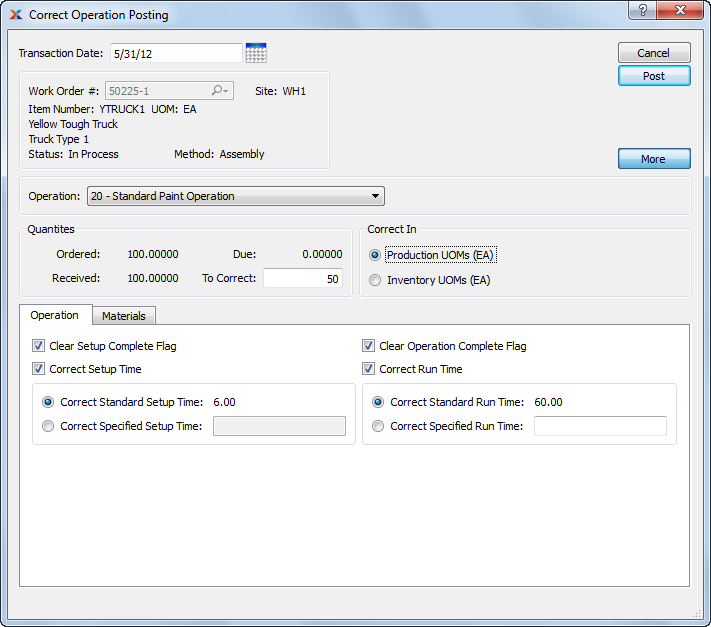 Correct Operation Posting
?
Transaction Date: 5/31/12
Cancel
Post
Work Order #: 50225-1 Site: WH1
Item Number: YTRUCK1 UOM: EA
Yellow Tough Truck
Truck Type 1
Status: In Process Method: Assembly
More
Operation: 20 - Standard Paint Operation
Quantites
Ordered: 100.00000 Due: 0.00000
Received: 100.00000 To Correct: 50
Correct In
Production UOMs (EA)
Inventory UOMs (EA)
Operation Materials
Clear Setup Complete Flag Clear Operation Complete Flag
Correct Setup Time Correct Run Time
Correct Standard Setup Time: 6.00 Correct Standard Run Time: 60.00
Correct Specified Setup Time: Correct Specified Run Time: